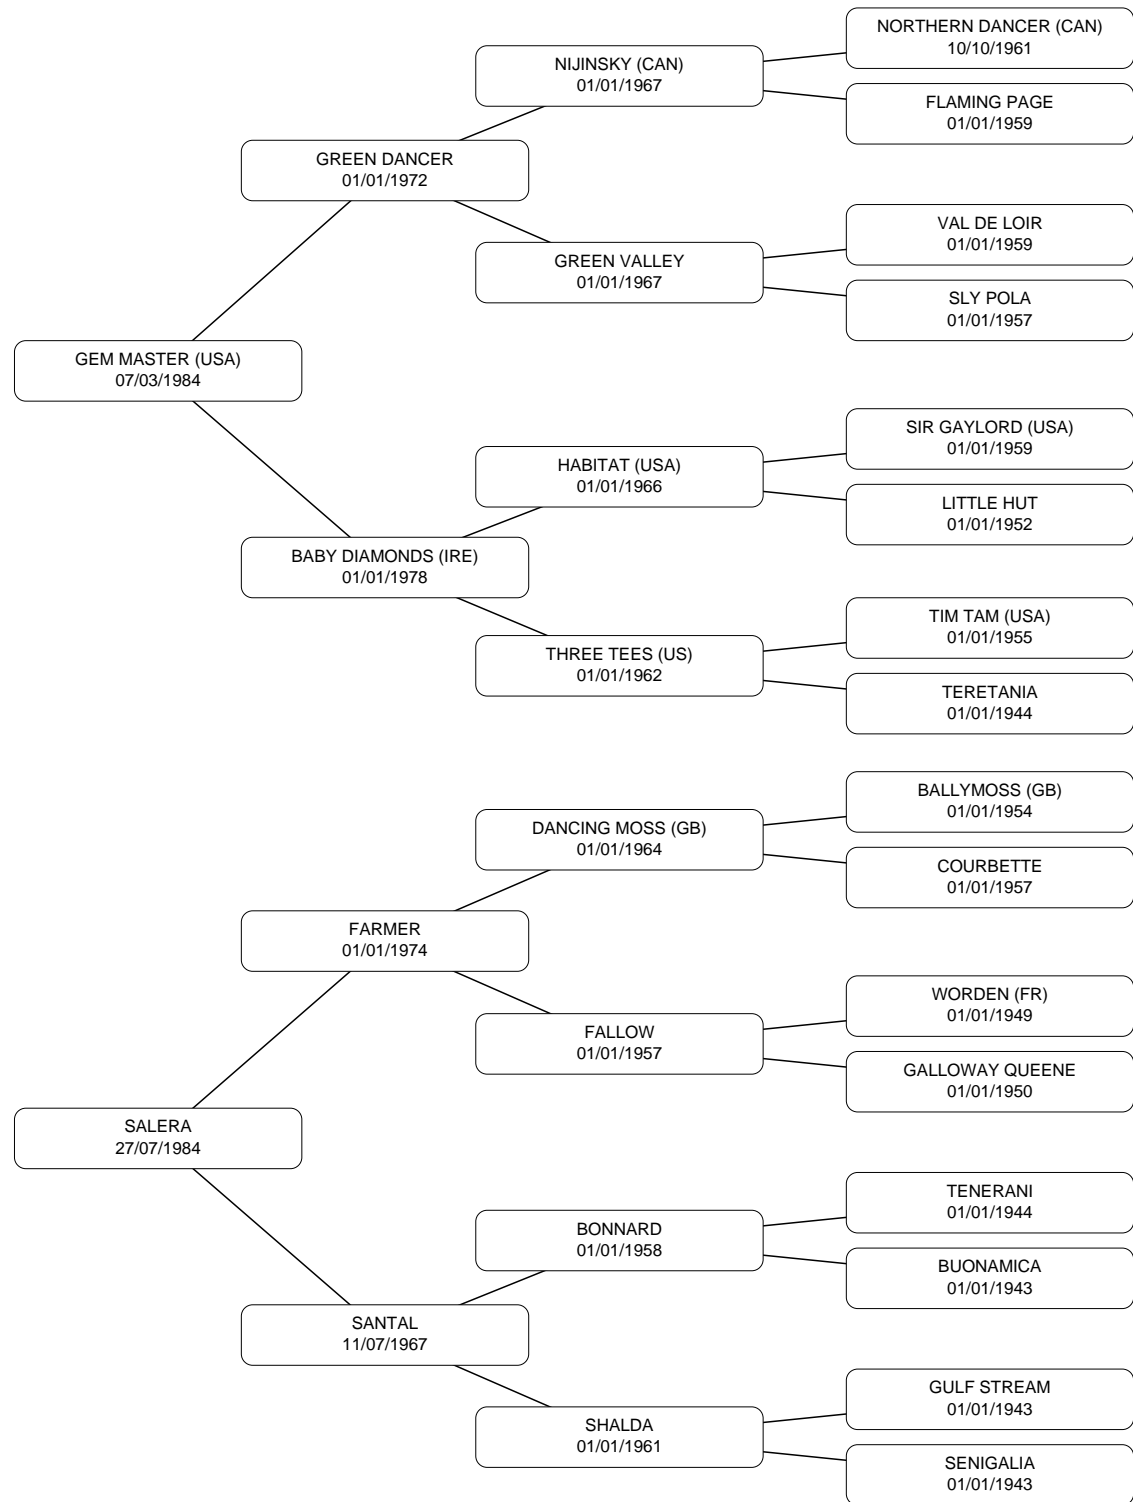 NORTHERN DANCER (CAN)
10/10/1961
NIJINSKY (CAN)
01/01/1967
FLAMING PAGE
01/01/1959
GREEN DANCER
01/01/1972
VAL DE LOIR
01/01/1959
GREEN VALLEY
01/01/1967
SLY POLA
01/01/1957
GEM MASTER (USA)
07/03/1984
SIR GAYLORD (USA)
01/01/1959
HABITAT (USA)
01/01/1966
LITTLE HUT
01/01/1952
BABY DIAMONDS (IRE)
01/01/1978
TIM TAM (USA)
01/01/1955
THREE TEES (US)
01/01/1962
TERETANIA
01/01/1944
BALLYMOSS (GB)
01/01/1954
DANCING MOSS (GB)
01/01/1964
COURBETTE
01/01/1957
FARMER
01/01/1974
WORDEN (FR)
01/01/1949
FALLOW
01/01/1957
GALLOWAY QUEENE
01/01/1950
SALERA
27/07/1984
TENERANI
01/01/1944
BONNARD
01/01/1958
BUONAMICA
01/01/1943
SANTAL
11/07/1967
GULF STREAM
01/01/1943
SHALDA
01/01/1961
SENIGALIA
01/01/1943